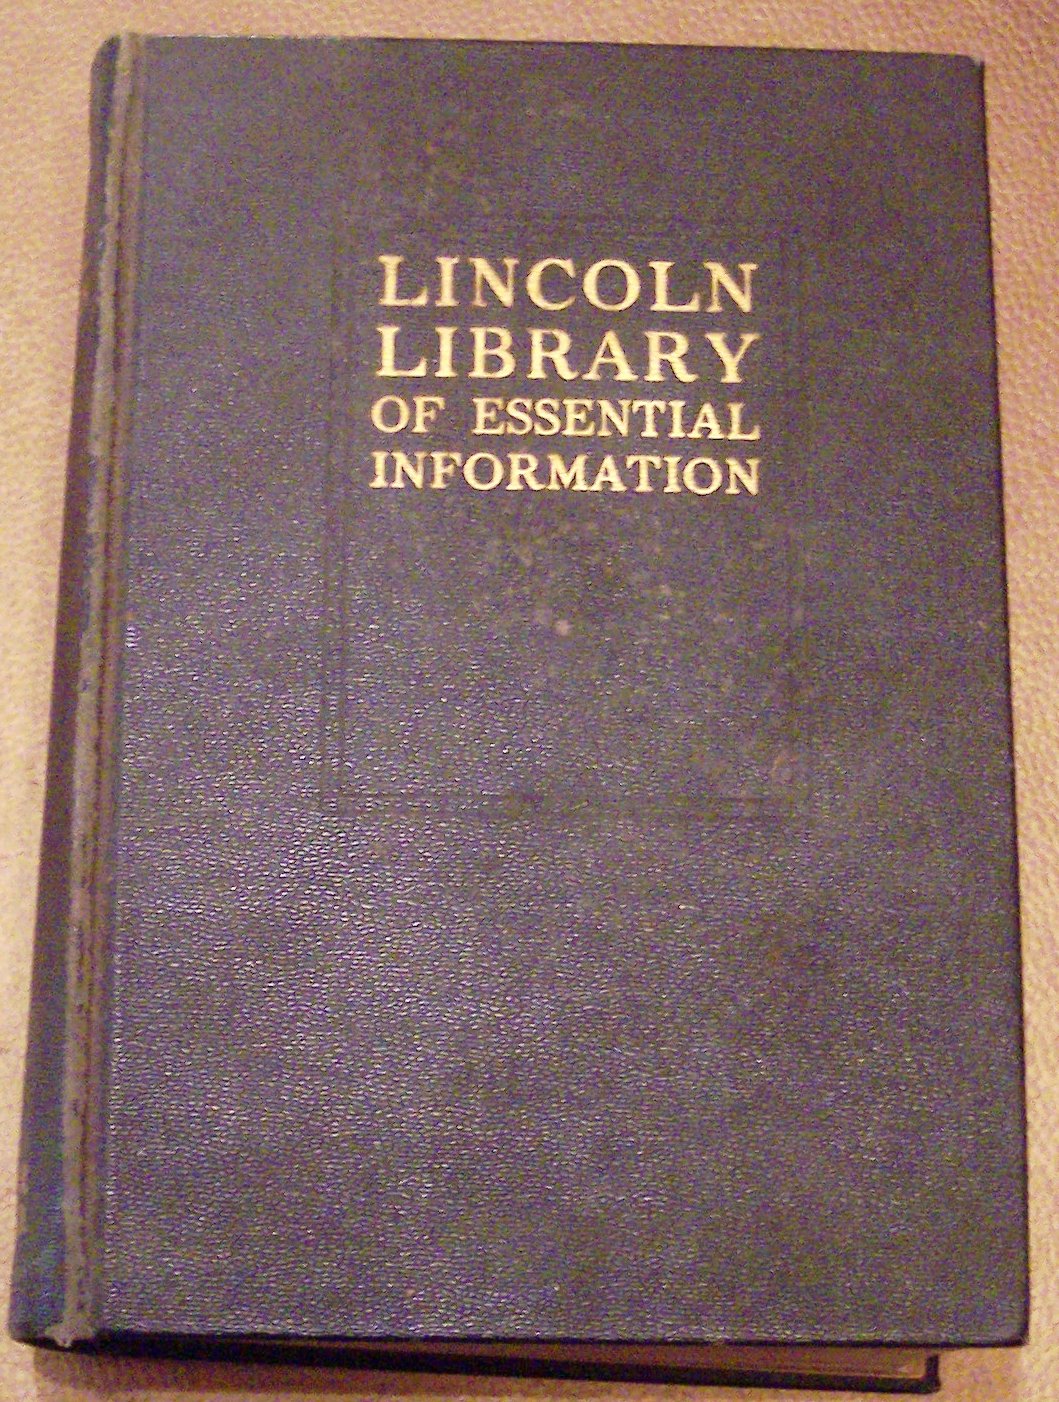 LINCOLN
LIBRARY
OF ESSENTIAL
INFORMATION